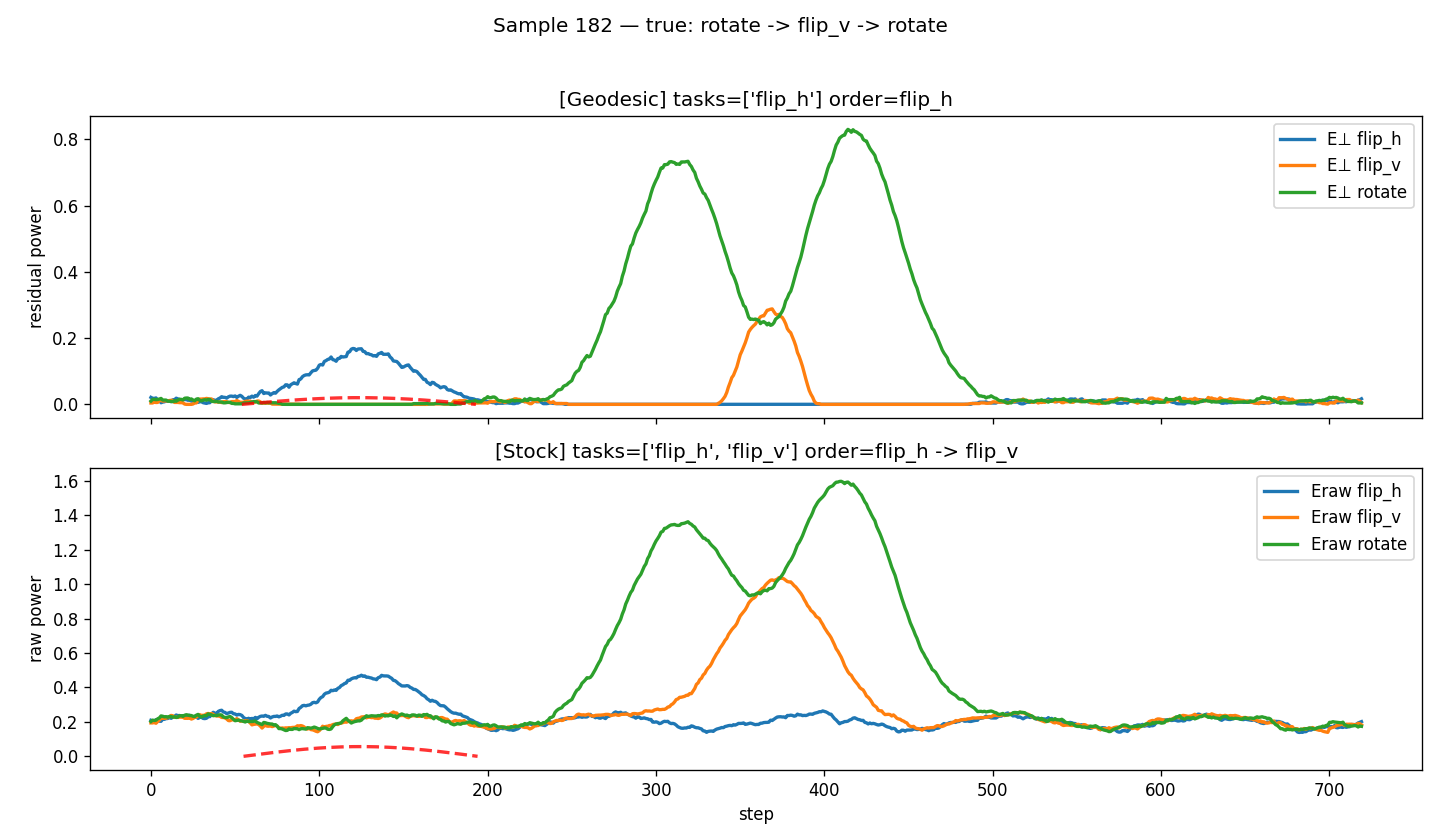 Sample 182 — true: rotate -> flip_v -> rotate
[Geodesic] tasks=['flip_h'] order=flip_h
residual power
0.8
0.6
0.4
0.2
0.0
E⊥ flip_h
E⊥ flip_v
E⊥ rotate
[Stock] tasks=['flip_h', 'flip_v'] order=flip_h -> flip_v
raw power
1.6
1.4
1.2
1.0
0.8
0.6
0.4
0.2
0.0
Eraw flip_h
Eraw flip_v
Eraw rotate
0 100 200 300 400 500 600 700
step